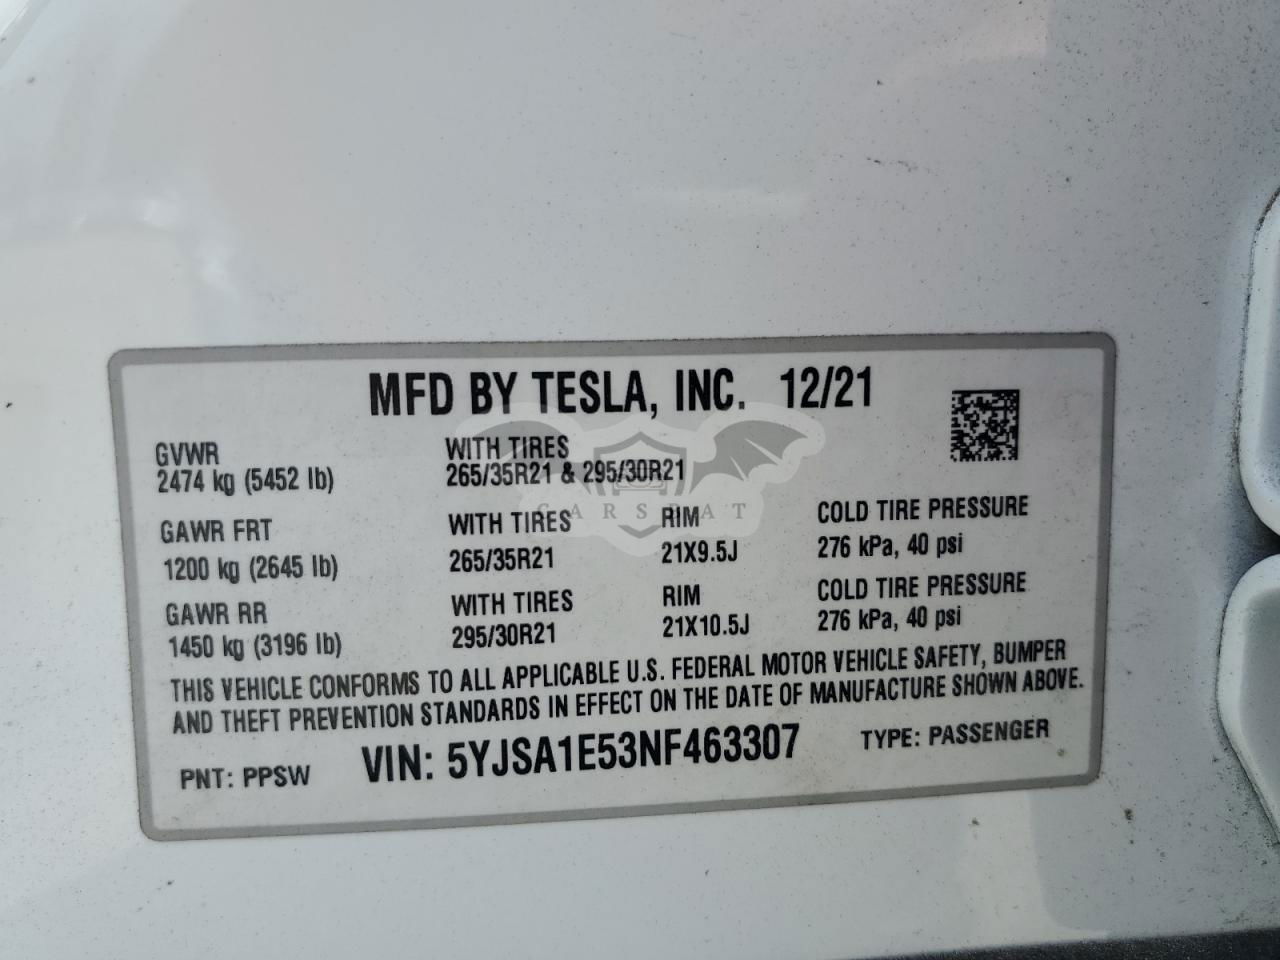 MFD BY TESLA, INC. 12/21
GVWR
2474 kg (5452 lb)
WITH TIRES
265/35R21 & 295/30R21
GAWR FRT
1200 kg (2645 lb)
WITH TIRES
265/35R21
RIM
21X9.5J
COLD TIRE PRESSURE
276 kPa, 40 psi
GAWR RR
1450 kg (3196 lb)
WITH TIRES
295/30R21
RIM
21X10.5J
COLD TIRE PRESSURE
276 kPa, 40 psi
THIS VEHICLE CONFORMS TO ALL APPLICABLE U.S. FEDERAL MOTOR VEHICLE SAFETY, BUMPER
AND THEFT PREVENTION STANDARDS IN EFFECT ON THE DATE OF MANUFACTURE SHOWN ABOVE.
PNT: PPSW
VIN: 5YJSA1E53NF463307
TYPE: PASSENGER